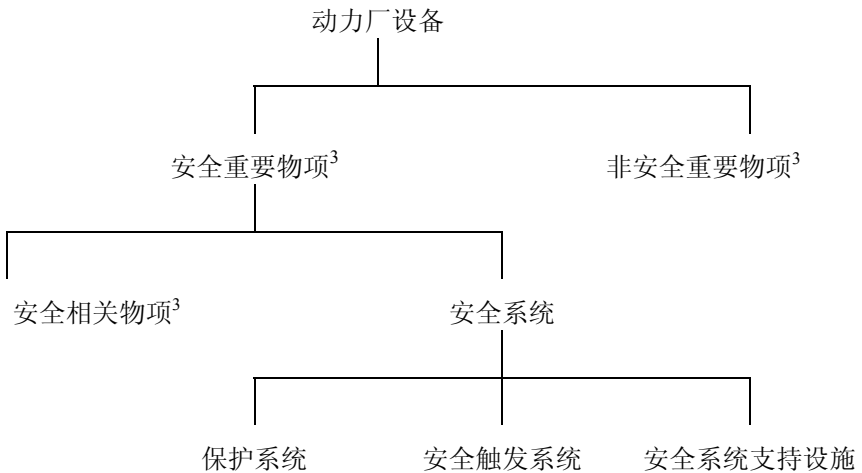 动力厂设备
安全重要物项³
非安全重要物项³
安全相关物项³
安全系统
保护系统
安全触发系统
安全系统支持设施